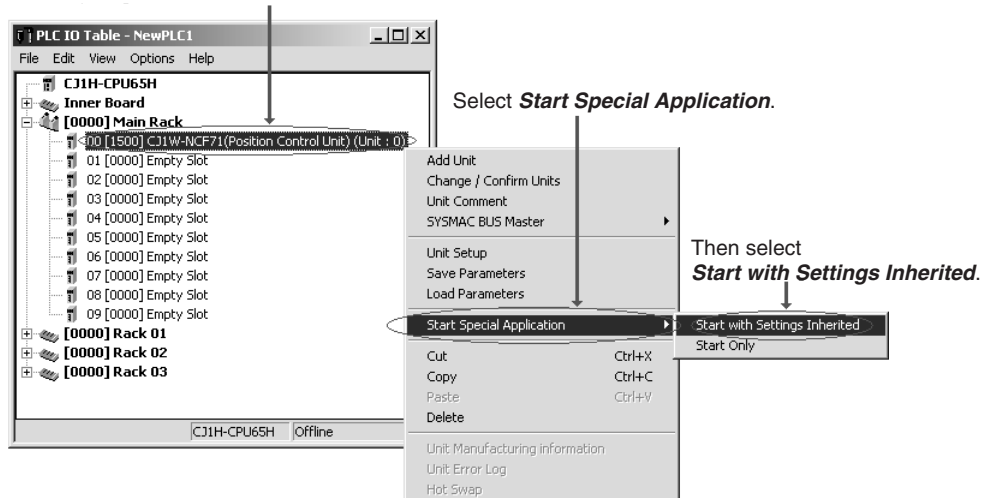 PLC IO Table - NewPLC1
File Edit View Options Help
CJ1H-CPU65H
Inner Board
[0000] Main Rack
00 [1500] CJ1W-NCF71(Position Control Unit) (Unit : 0)
01 [0000] Empty Slot
02 [0000] Empty Slot
03 [0000] Empty Slot
04 [0000] Empty Slot
05 [0000] Empty Slot
06 [0000] Empty Slot
07 [0000] Empty Slot
08 [0000] Empty Slot
09 [0000] Empty Slot
[0000] Rack 01
[0000] Rack 02
[0000] Rack 03
CJ1H-CPU65H Offline
Select Start Special Application.
Add Unit
Change / Confirm Units
Unit Comment
SYSMAC BUS Master
Unit Setup
Save Parameters
Load Parameters
Start Special Application
Cut Ctrl+X
Copy Ctrl+C
Paste Ctrl+V
Delete
Unit Manufacturing information
Unit Error Log
Hot Swap
Then select
Start with Settings Inherited.
Start with Settings Inherited
Start Only